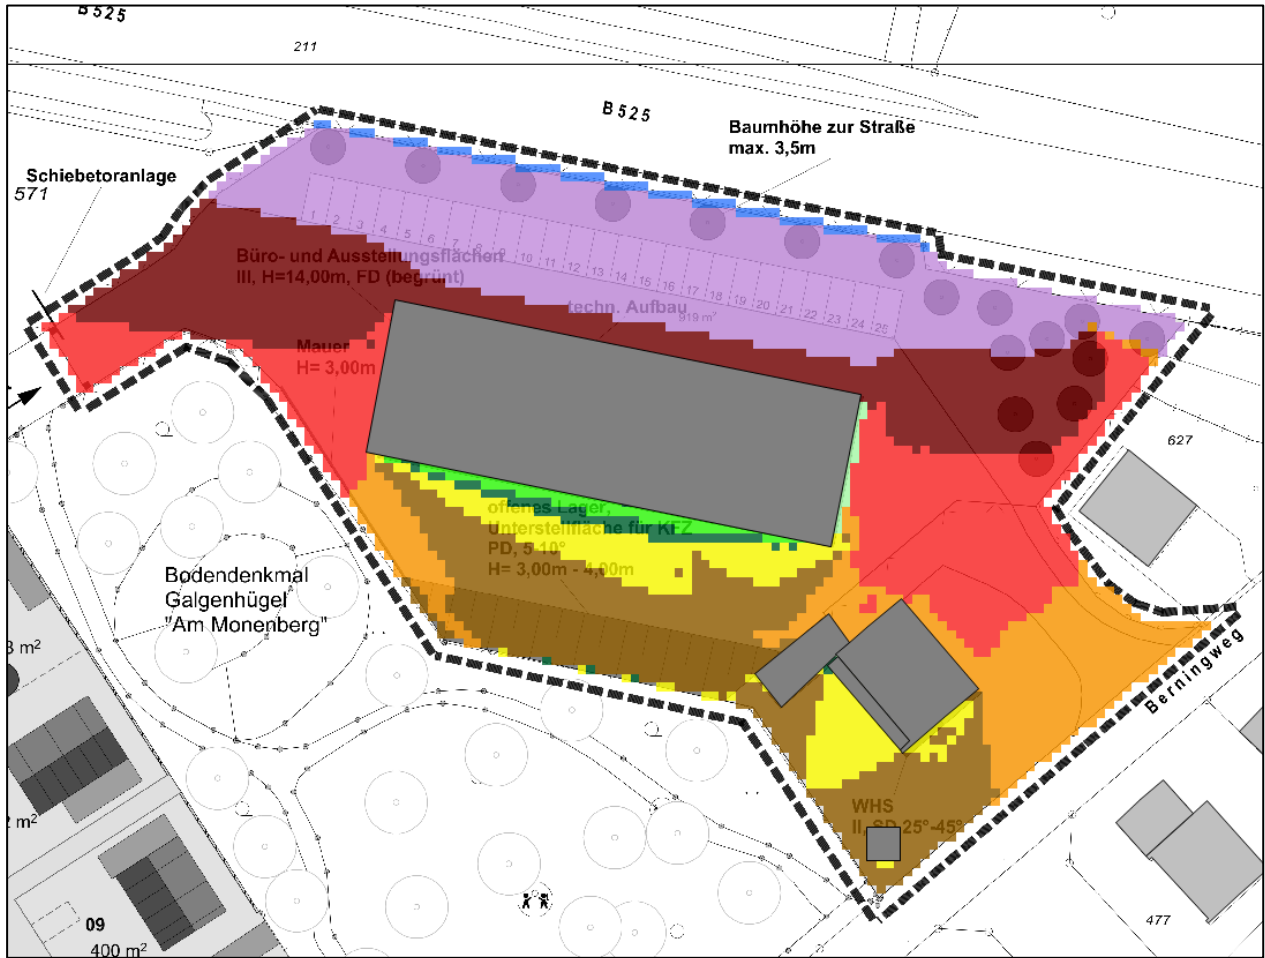 B 525
211
B 525
Baumhöhe zur Straße
max. 3,5m
Schiebetoranlage
571
1 2 3 4 5 6 7 8 9 10 11 12 13 14 15 16 17 18 19 20 21 22 23 24 25
Büro- und Ausstellungsflächen
III, H=14,00m, FD (begrünt)
techn. Aufbau
919 m²
Mauer
H= 3,00m
627
offenes Lager,
Unterstellfläche für KFZ
PD, 5-10°
H= 3,00m - 4,00m
Bodendenkmal
Galgenhügel
"Am Monenberg"
3 m²
Berningweg
WHS
II, SD 25°-45°
2 m²
09
400 m²
477